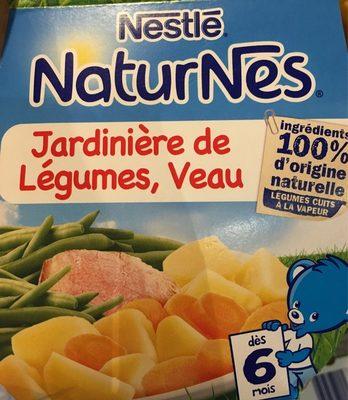 Nestlé
NATURNES
Jardinière de
Légumes, Veau
ingrédients
100%
d'origine
naturelle
LÉGUMES CUITS
À LA VAPEUR
dès
6
mois